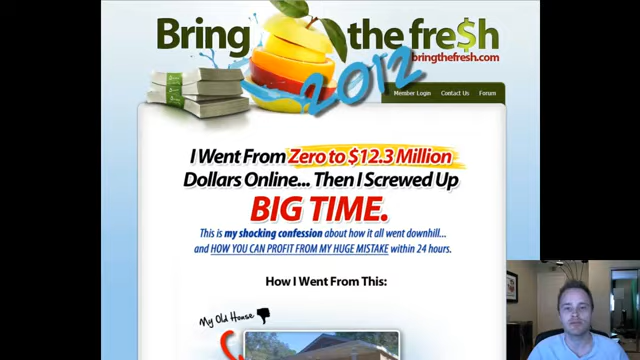 Bring the fre$h
bringthefresh.com
2012
Member Login Contact Us Forum
I Went From Zero to $12.3 Million
Dollars Online... Then I Screwed Up
BIG TIME.
This is my shocking confession about how it all went downhill...
and HOW YOU CAN PROFIT FROM MY HUGE MISTAKE within 24 hours.
How I Went From This:
My Old House